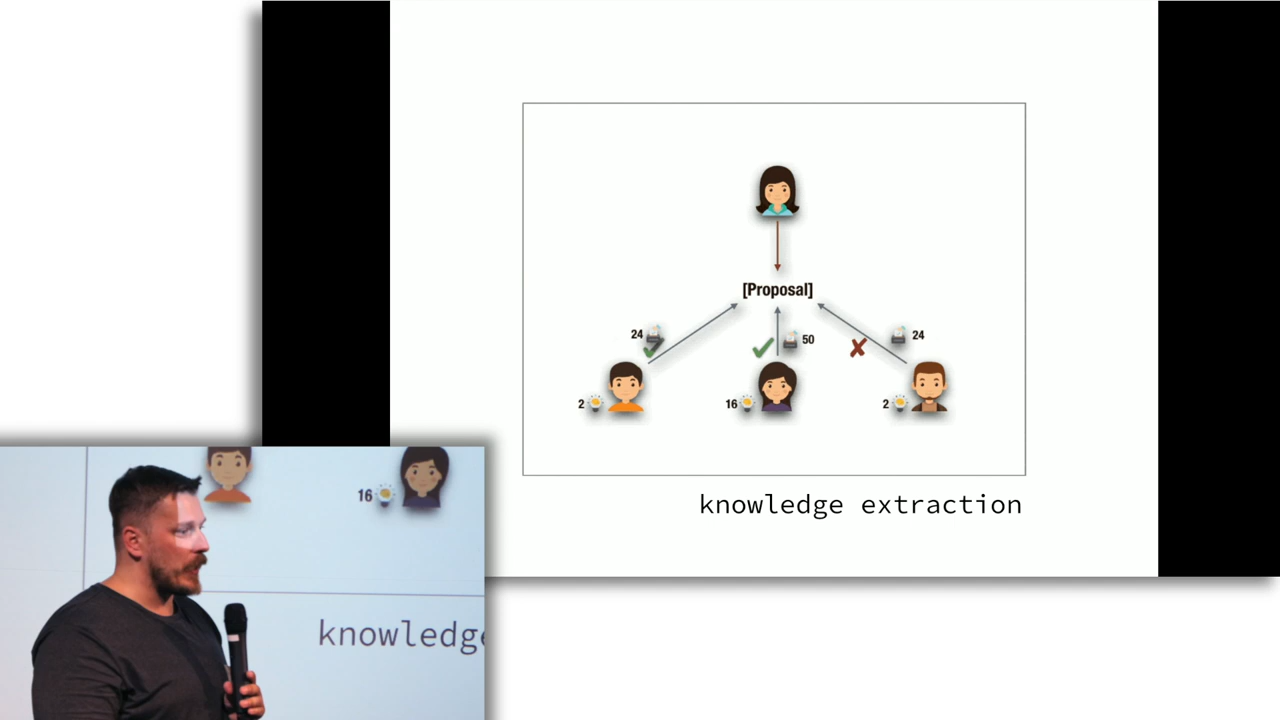 [Proposal]
24
50
24
2
16
2
knowledge extraction
16
knowledge